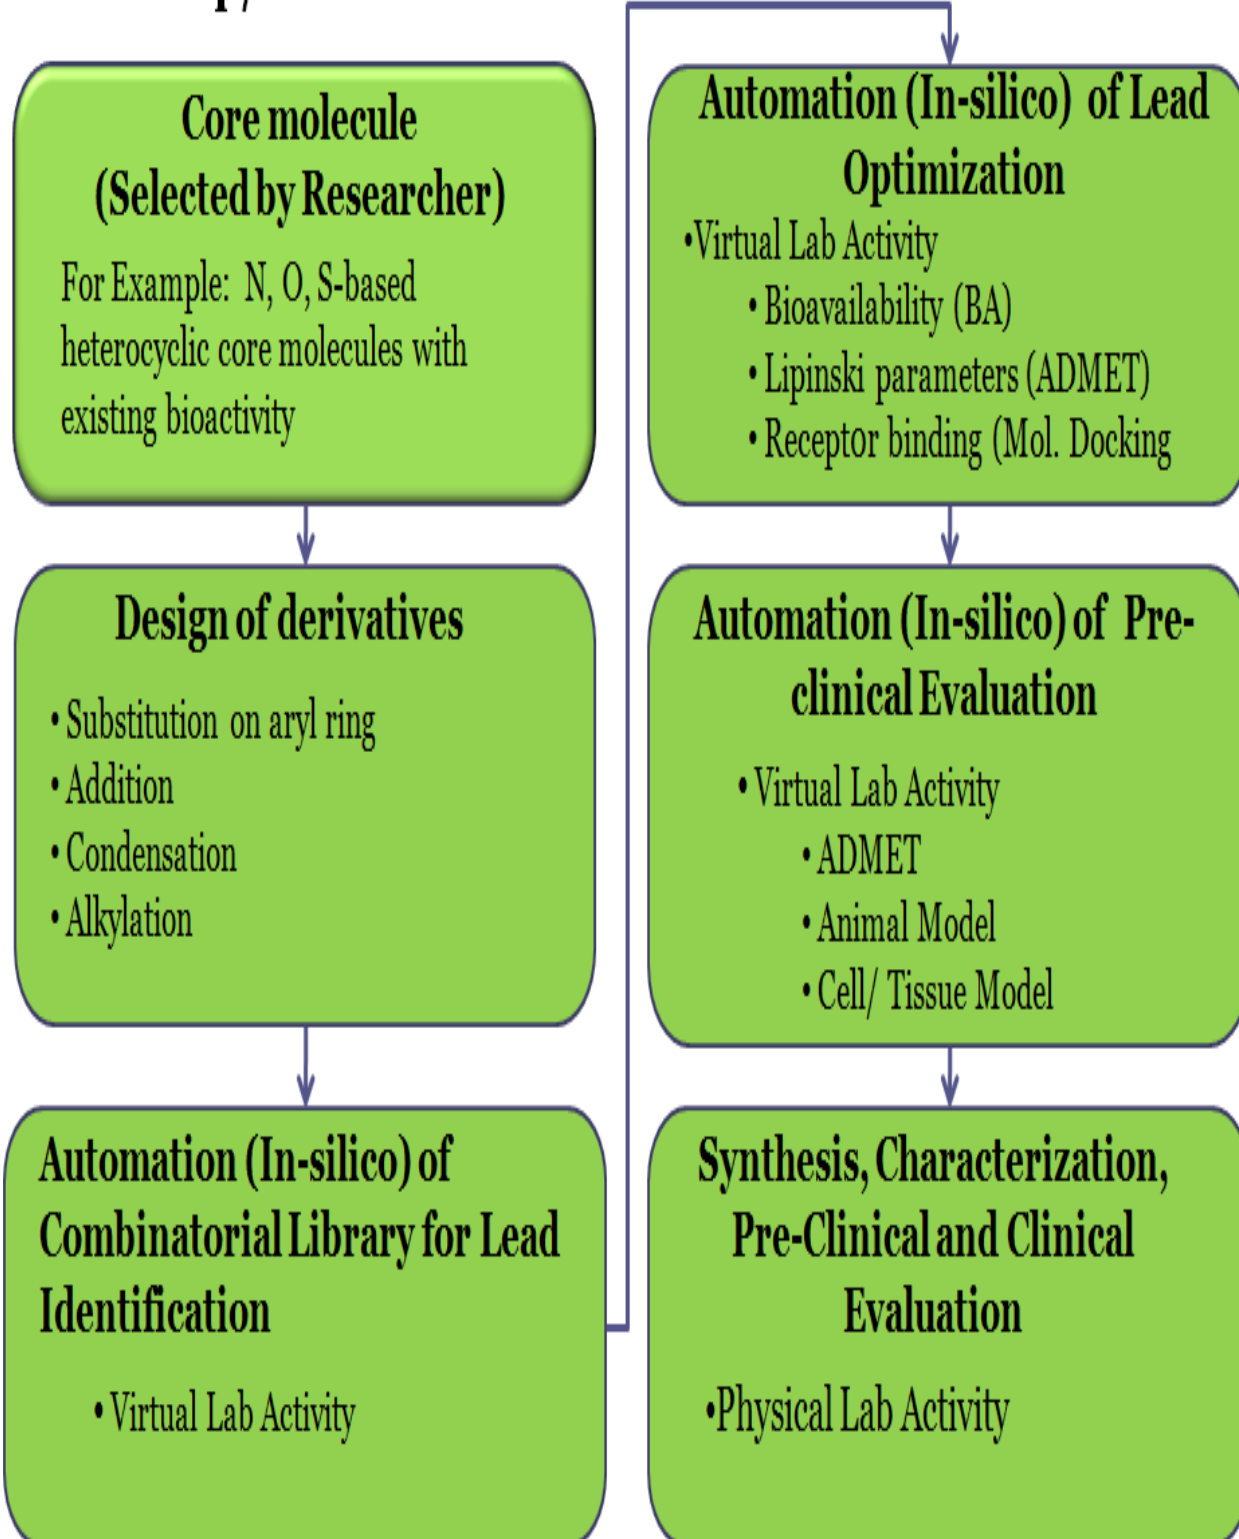 Core molecule
(Selected by Researcher)
For Example: N, O, S-based
heterocyclic core molecules with
existing bioactivity
Design of derivatives
• Substitution on aryl ring
• Addition
• Condensation
• Alkylation
Automation (In-silico) of
Combinatorial Library for Lead
Identification
• Virtual Lab Activity
Automation (In-silico) of Lead
Optimization
•Virtual Lab Activity
• Bioavailability (BA)
• Lipinski parameters (ADMET)
• Receptor binding (Mol. Docking
Automation (In-silico) of Pre-
clinical Evaluation
• Virtual Lab Activity
• ADMET
• Animal Model
• Cell/ Tissue Model
Synthesis, Characterization,
Pre-Clinical and Clinical
Evaluation
•Physical Lab Activity